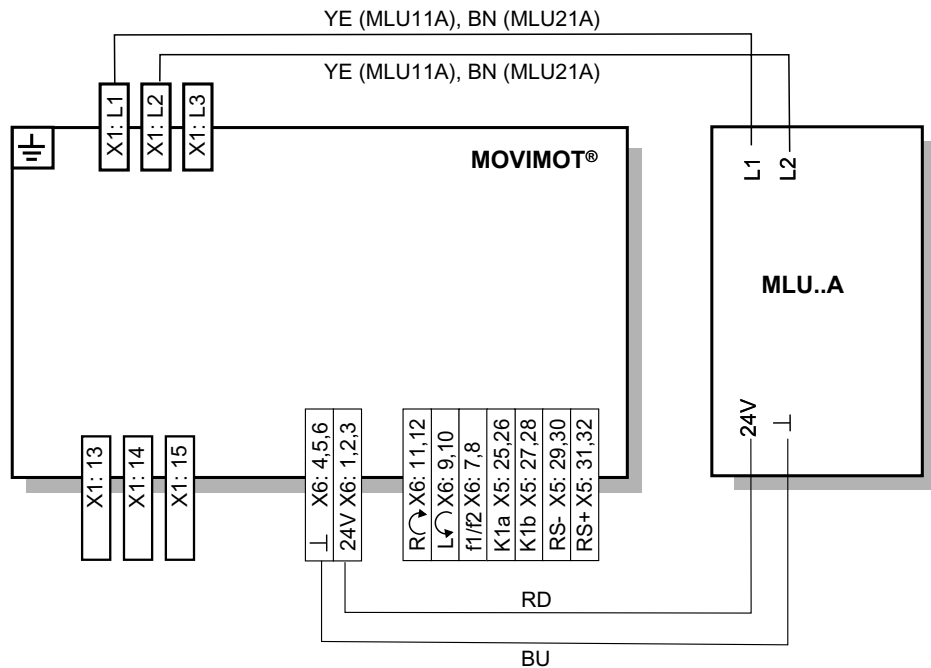 YE (MLU11A), BN (MLU21A)
YE (MLU11A), BN (MLU21A)
X1: L1
X1: L2
X1: L3
MOVIMOT®
L1
L2
MLU..A
24V
⊥
X1: 13
X1: 14
X1: 15
⊥ X6: 4,5,6
24V X6: 1,2,3
R X6: 11,12
L X6: 9,10
f1/f2 X6: 7,8
K1a X5: 25,26
K1b X5: 27,28
RS- X5: 29,30
RS+ X5: 31,32
RD
BU